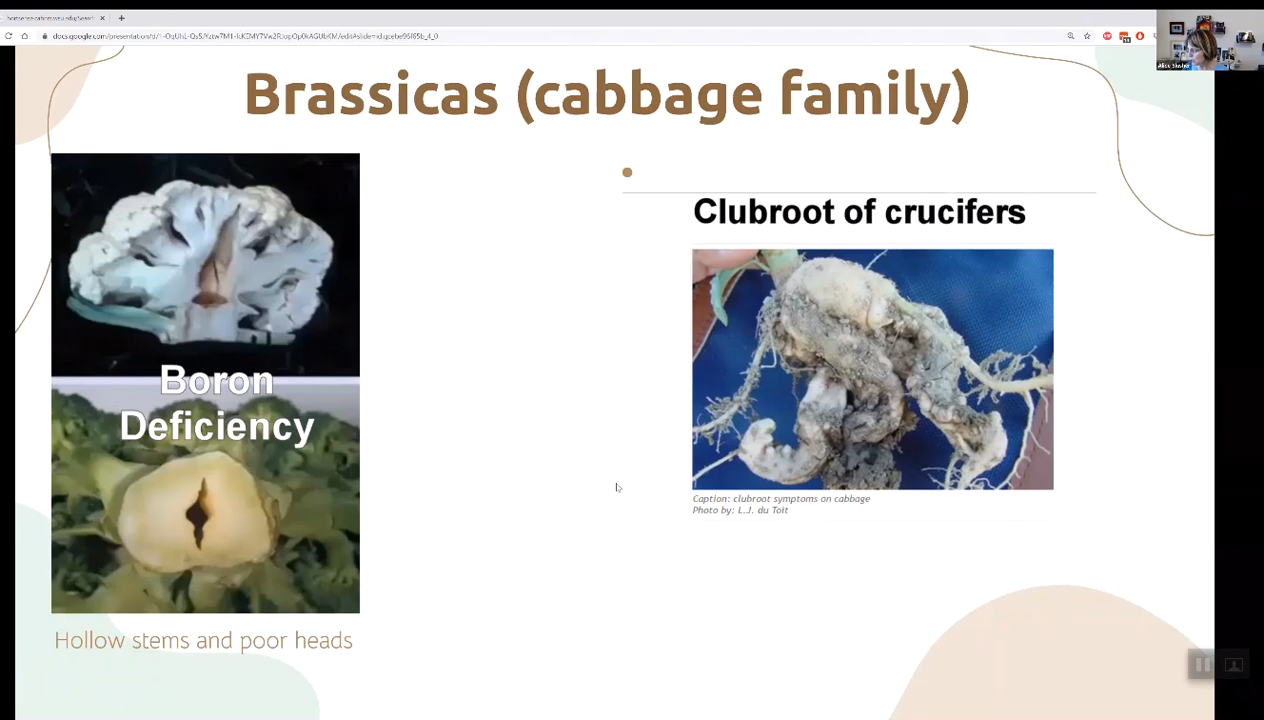 Brassicas (cabbage family)
Boron
Deficiency
Hollow stems and poor heads
Clubroot of crucifers
Caption: clubroot symptoms on cabbage
Photo by: L.J. du Toit